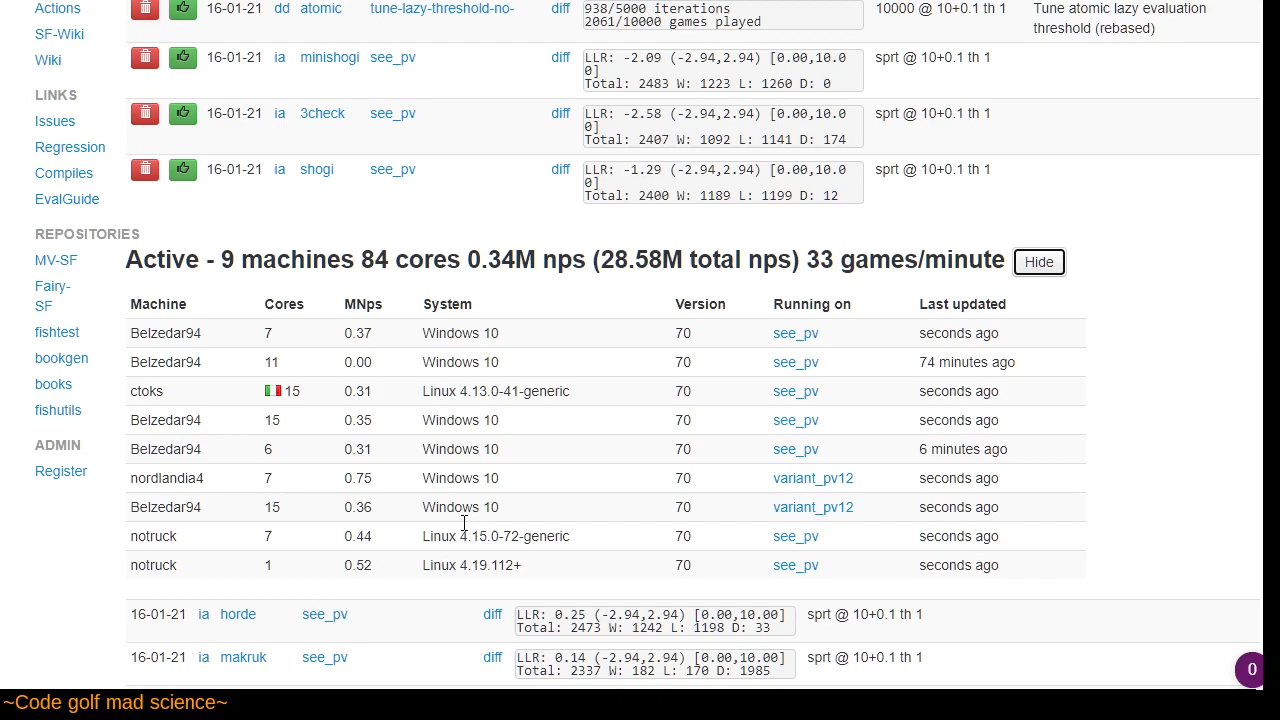 Actions
SF-Wiki
Wiki
LINKS
Issues
Regression
Compiles
EvalGuide
REPOSITORIES
MV-SF
Fairy-
SF
fishtest
bookgen
books
fishutils
ADMIN
Register
16-01-21 dd atomic tune-lazy-threshold-no- diff 938/5000 iterations 10000 @ 10+0.1 th 1 Tune atomic lazy evaluation
2061/10000 games played threshold (rebased)
16-01-21 ia minishogi see_pv diff LLR: -2.09 (-2.94,2.94) [0.00,10.0 sprt @ 10+0.1 th 1
0]
Total: 2483 W: 1223 L: 1260 D: 0
16-01-21 ia 3check see_pv diff LLR: -2.58 (-2.94,2.94) [0.00,10.0 sprt @ 10+0.1 th 1
0]
Total: 2407 W: 1092 L: 1141 D: 174
16-01-21 ia shogi see_pv diff LLR: -1.29 (-2.94,2.94) [0.00,10.0 sprt @ 10+0.1 th 1
0]
Total: 2400 W: 1189 L: 1199 D: 12
Active - 9 machines 84 cores 0.34M nps (28.58M total nps) 33 games/minute Hide
Machine Cores MNps System Version Running on Last updated
Belzedar94 7 0.37 Windows 10 70 see_pv seconds ago
Belzedar94 11 0.00 Windows 10 70 see_pv 74 minutes ago
ctoks 15 0.31 Linux 4.13.0-41-generic 70 see_pv seconds ago
Belzedar94 15 0.35 Windows 10 70 see_pv seconds ago
Belzedar94 6 0.31 Windows 10 70 see_pv 6 minutes ago
nordlandia4 7 0.75 Windows 10 70 variant_pv12 seconds ago
Belzedar94 15 0.36 Windows 10 70 variant_pv12 seconds ago
notruck 7 0.44 Linux 4.15.0-72-generic 70 see_pv seconds ago
notruck 1 0.52 Linux 4.19.112+ 70 see_pv seconds ago
16-01-21 ia horde see_pv diff LLR: 0.25 (-2.94,2.94) [0.00,10.00] sprt @ 10+0.1 th 1
Total: 2473 W: 1242 L: 1198 D: 33
16-01-21 ia makruk see_pv diff LLR: 0.14 (-2.94,2.94) [0.00,10.00] sprt @ 10+0.1 th 1
Total: 2337 W: 182 L: 170 D: 1985
0
~Code golf mad science~